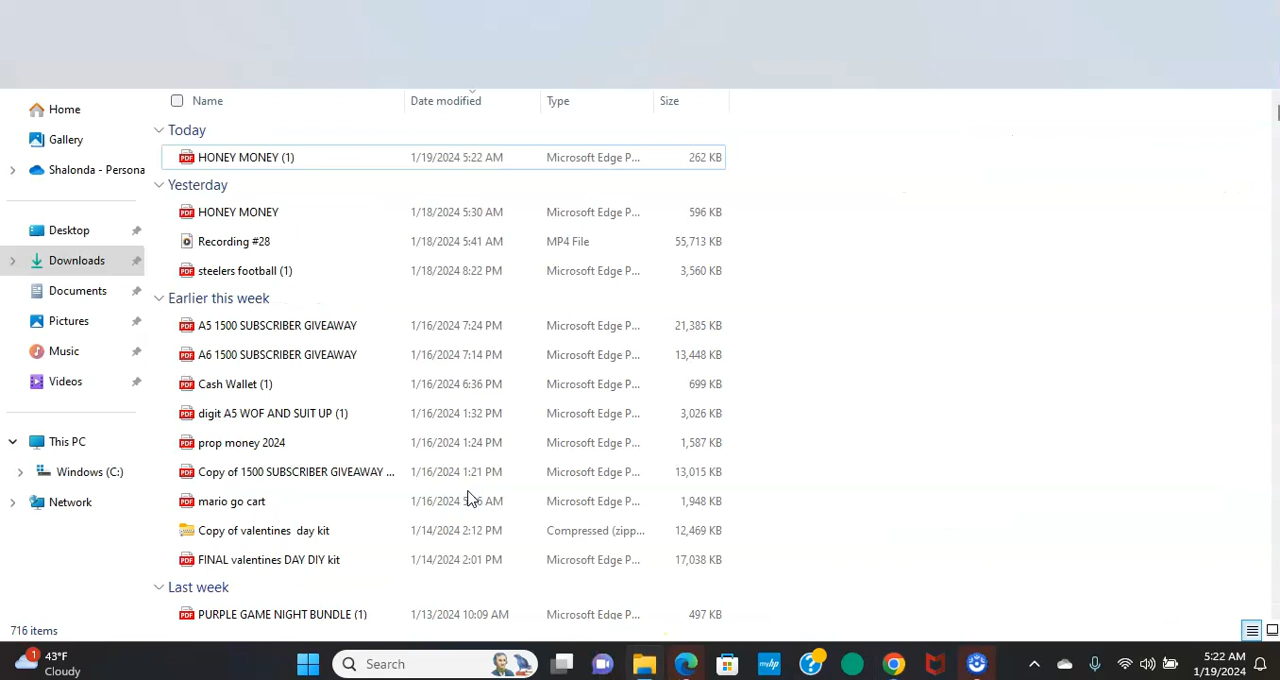 Name Date modified Type Size
Home
Gallery
Shalonda - Persona
Desktop
Downloads
Documents
Pictures
Music
Videos
This PC
Windows (C:)
Network
Today
HONEY MONEY (1) 1/19/2024 5:22 AM Microsoft Edge P... 262 KB
Yesterday
HONEY MONEY 1/18/2024 5:30 AM Microsoft Edge P... 596 KB
Recording #28 1/18/2024 5:41 AM MP4 File 55,713 KB
steelers football (1) 1/18/2024 8:22 PM Microsoft Edge P... 3,560 KB
Earlier this week
A5 1500 SUBSCRIBER GIVEAWAY 1/16/2024 7:24 PM Microsoft Edge P... 21,385 KB
A6 1500 SUBSCRIBER GIVEAWAY 1/16/2024 7:14 PM Microsoft Edge P... 13,448 KB
Cash Wallet (1) 1/16/2024 6:36 PM Microsoft Edge P... 699 KB
digit A5 WOF AND SUIT UP (1) 1/16/2024 1:32 PM Microsoft Edge P... 3,026 KB
prop money 2024 1/16/2024 1:24 PM Microsoft Edge P... 1,587 KB
Copy of 1500 SUBSCRIBER GIVEAWAY ... 1/16/2024 1:21 PM Microsoft Edge P... 13,015 KB
mario go cart 1/16/2024 AM Microsoft Edge P... 1,948 KB
Copy of valentines day kit 1/14/2024 2:12 PM Compressed (zipp... 12,469 KB
FINAL valentines DAY DIY kit 1/14/2024 2:01 PM Microsoft Edge P... 17,038 KB
Last week
PURPLE GAME NIGHT BUNDLE (1) 1/13/2024 10:09 AM Microsoft Edge P... 497 KB
716 items
1
43°F
Cloudy
Search
hp
5:22 AM
1/19/2024